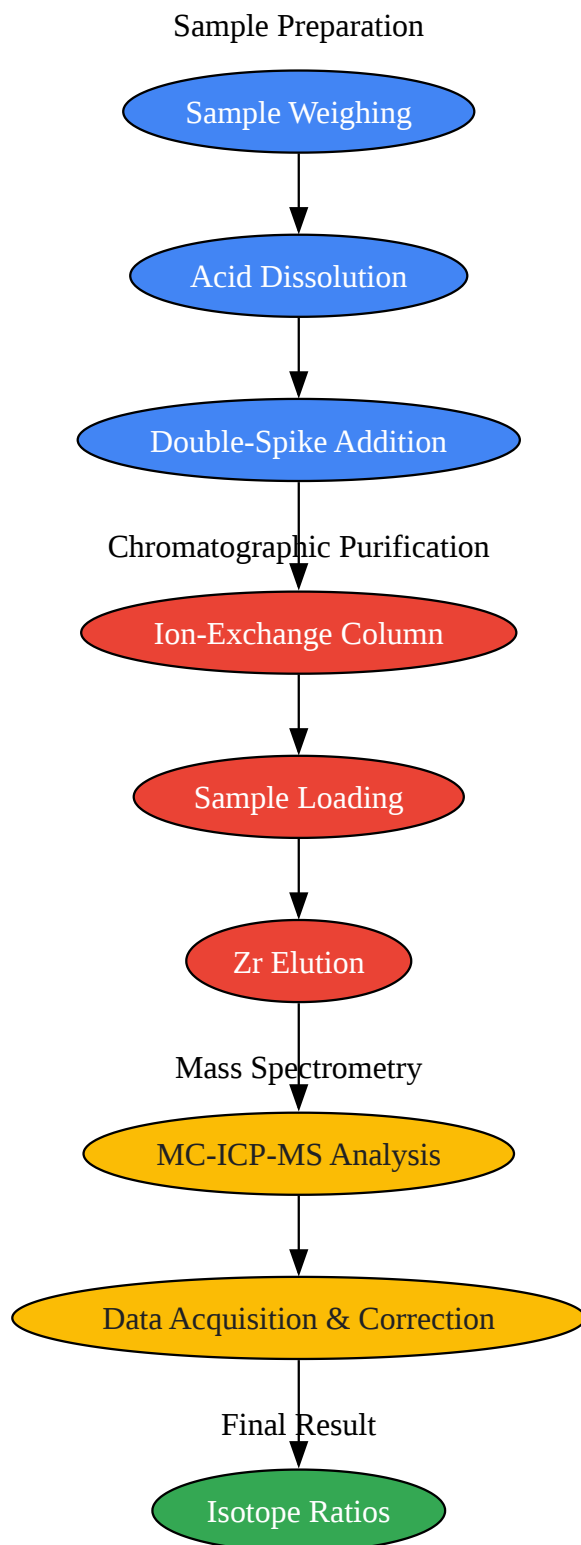 Sample Preparation
Sample Weighing
Acid Dissolution
Double-Spike Addition
Chromatographic Purification
Ion-Exchange Column
Sample Loading
Zr Elution
Mass Spectrometry
MC-ICP-MS Analysis
Data Acquisition & Correction
Final Result
Isotope Ratios